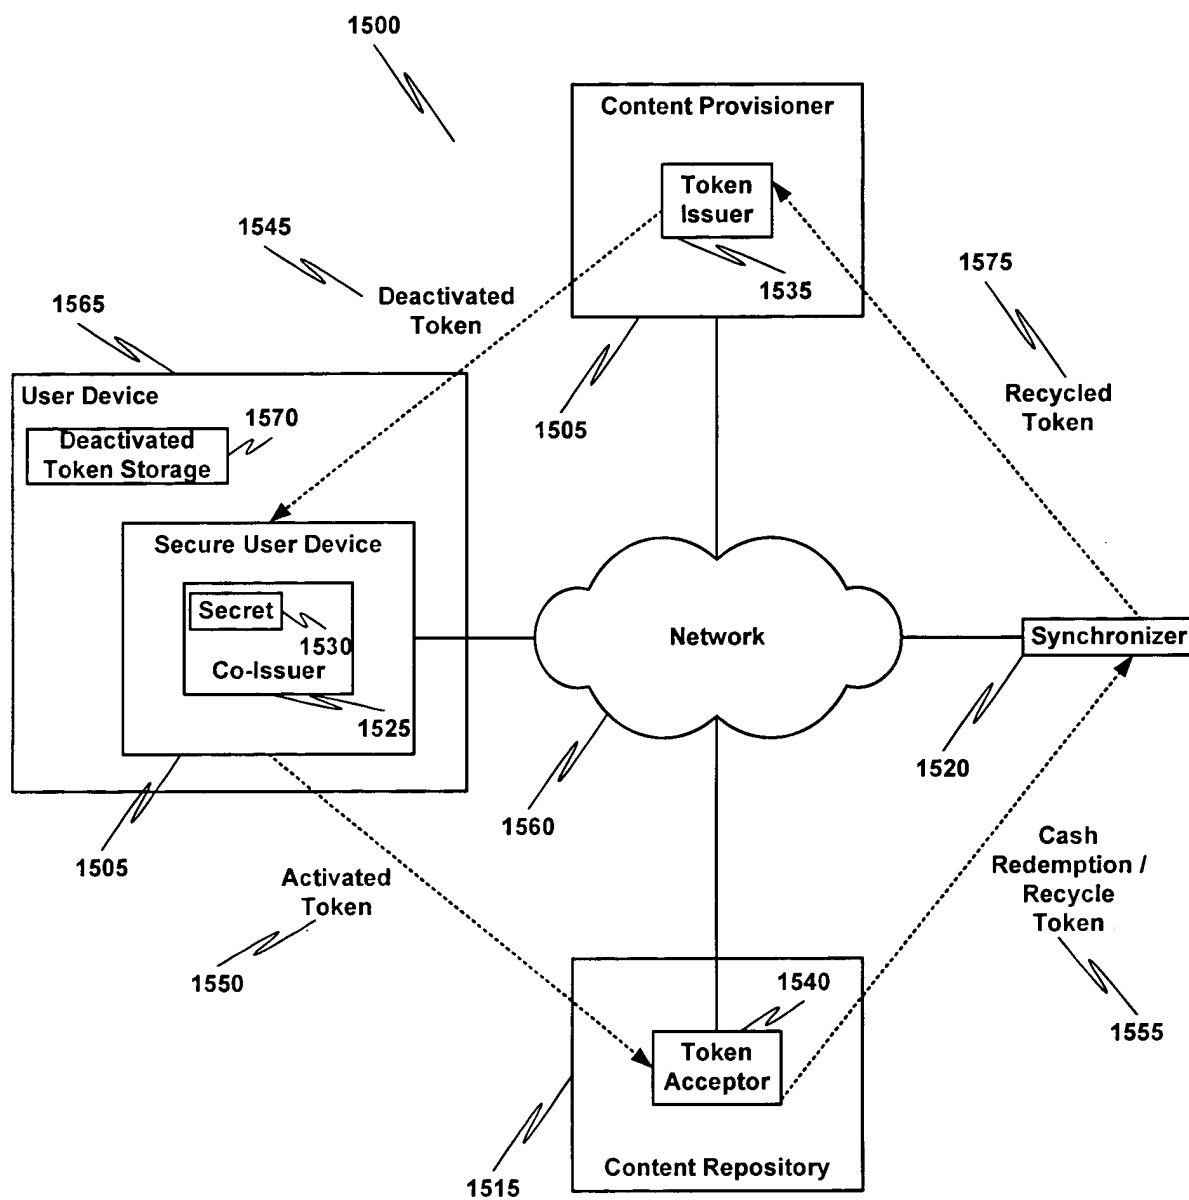 1500
Content Provisioner
Token
Issuer
1535
1545
Deactivated
Token
1575
Recycled
Token
1565
User Device
1570
Deactivated
Token Storage
1505
Secure User Device
Secret
1530
Co-Issuer
1525
Network
Synchronizer
1520
1560
1505
Activated
Token
1550
Cash
Redemption /
Recycle
Token
1555
1540
Token
Acceptor
Content Repository
1515